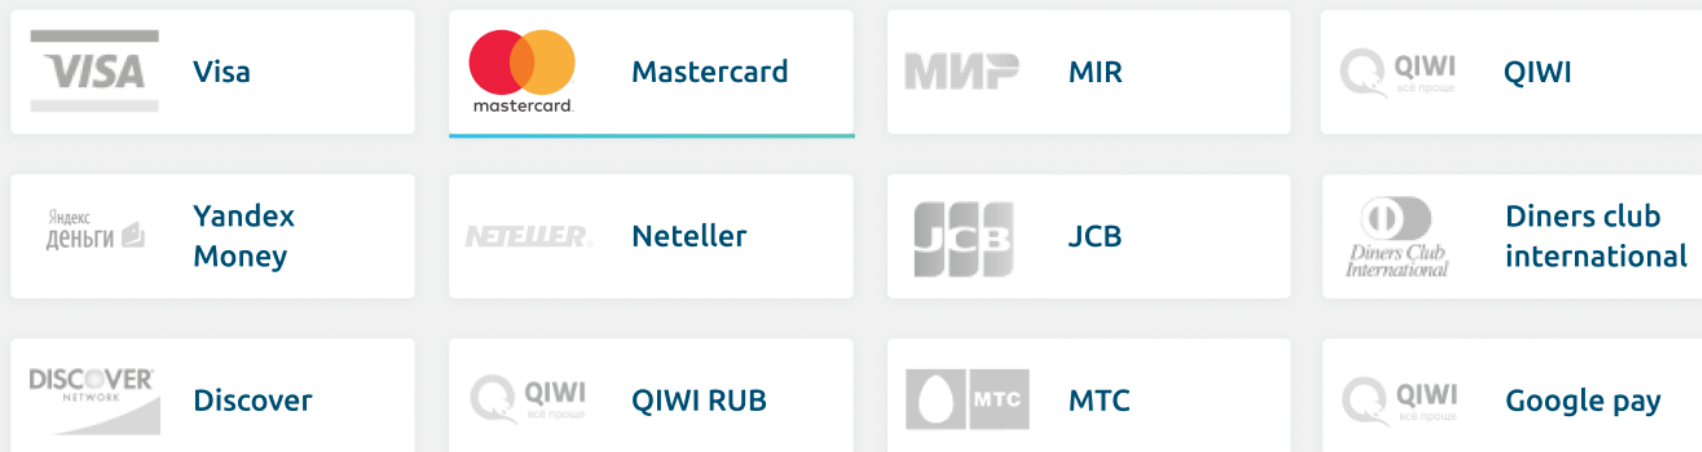 VISA
Visa
mastercard.
Mastercard
МИР
MIR
QIWI
всё проще
QIWI
Яндекс
деньги
Yandex
Money
NETELLER®
Neteller
JCB
JCB
Diners Club
International
Diners club
international
DISCOVER®
NETWORK
Discover
QIWI
всё проще
QIWI RUB
МТС
МТС
QIWI
всё проще
Google pay